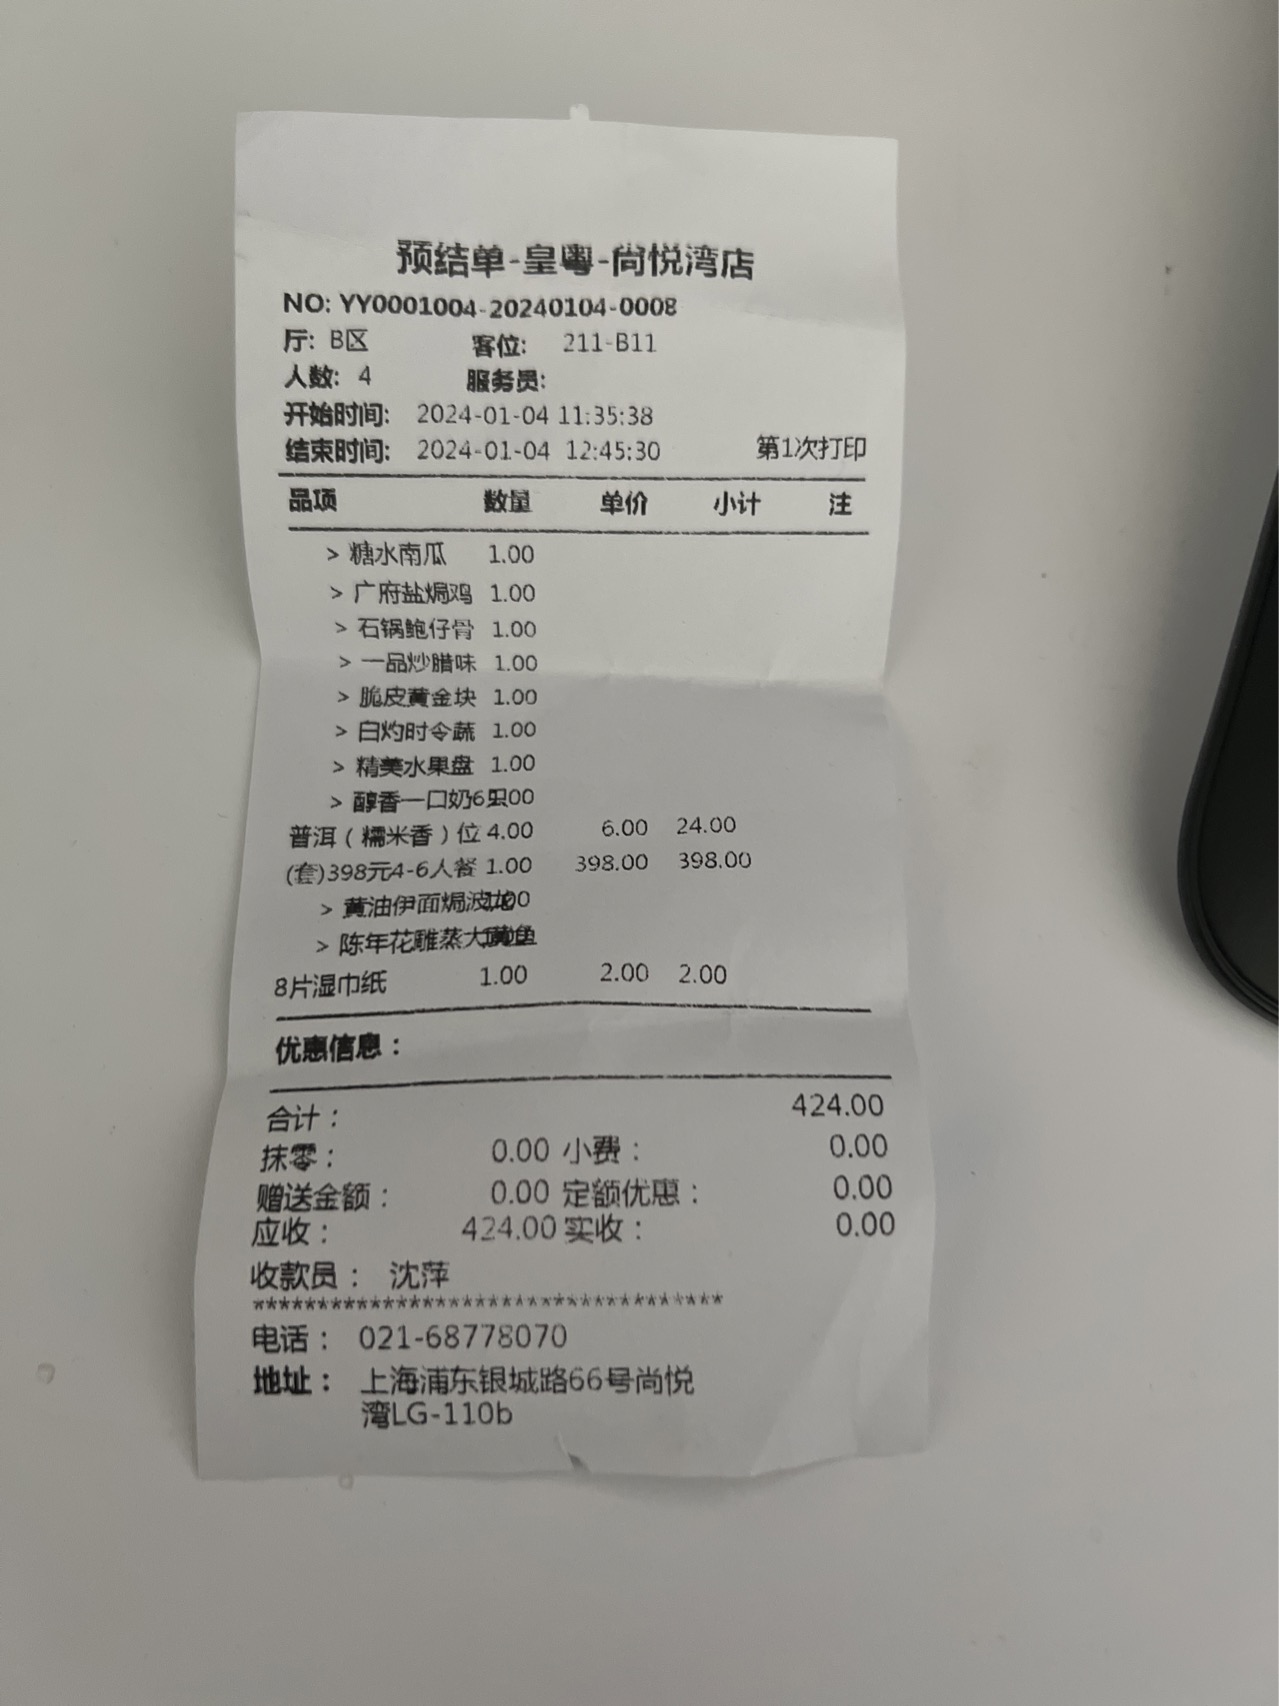 预结单-皇粤-尚悦湾店
NO: YY0001004-20240104-0008
厅: B区 客位: 211-B11
人数: 4 服务员:
开始时间: 2024-01-04 11:35:38
结束时间: 2024-01-04 12:45:30 第1次打印
品项 数量 单价 小计 注
> 糖水南瓜 1.00
> 广府盐焗鸡 1.00
> 石锅鲍仔骨 1.00
> 一品炒腊味 1.00
> 脆皮黄金块 1.00
> 白灼时令蔬 1.00
> 精美水果盘 1.00
> 醇香一口奶6只 1.00
普洱（糯米香）位 4.00 6.00 24.00
(套)398元4-6人餐 1.00 398.00 398.00
> 黄油伊面焗波龙 1.00
> 陈年花雕蒸大黄鱼
8片湿巾纸 1.00 2.00 2.00
优惠信息：
合计： 424.00
抹零： 0.00 小费： 0.00
赠送金额： 0.00 定额优惠： 0.00
应收： 424.00 实收： 0.00
收款员： 沈萍
************************************
电话： 021-68778070
地址： 上海浦东银城路66号尚悦
湾LG-110b